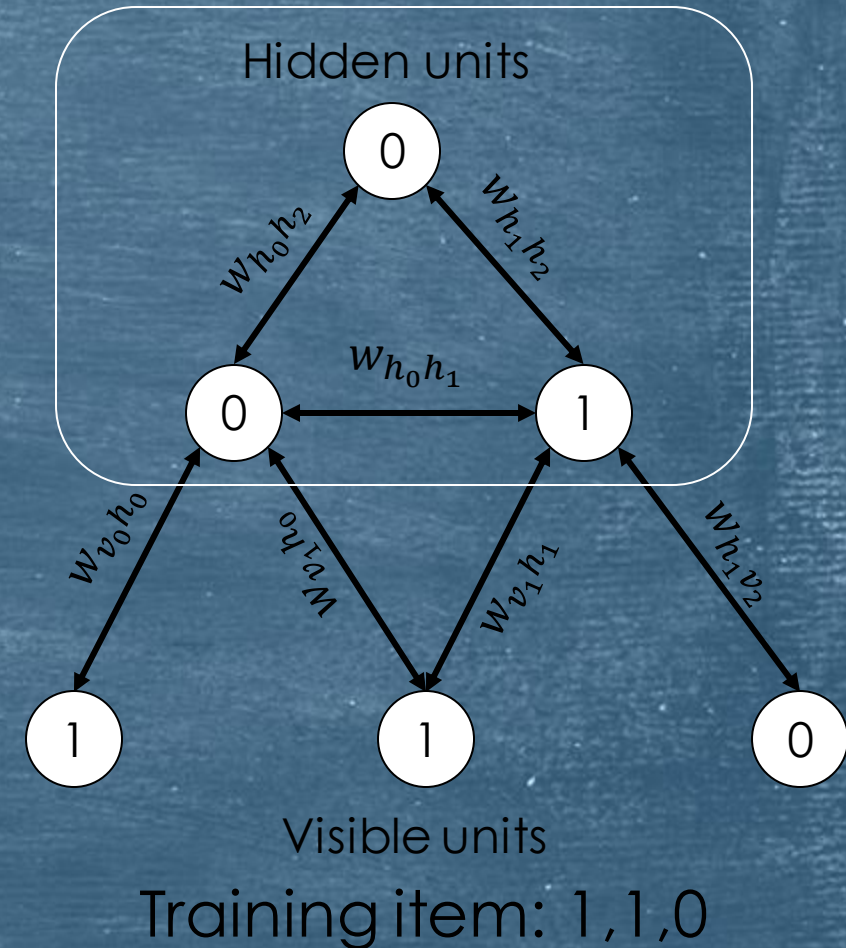 Hidden units
0
w_{h_0h_2}
w_{h_1h_2}
w_{h_0h_1}
0
1
w_{v_0h_0}
w_{v_1h_0}
w_{v_1h_1}
w_{h_1v_2}
1
1
0
Visible units
Training item: 1,1,0